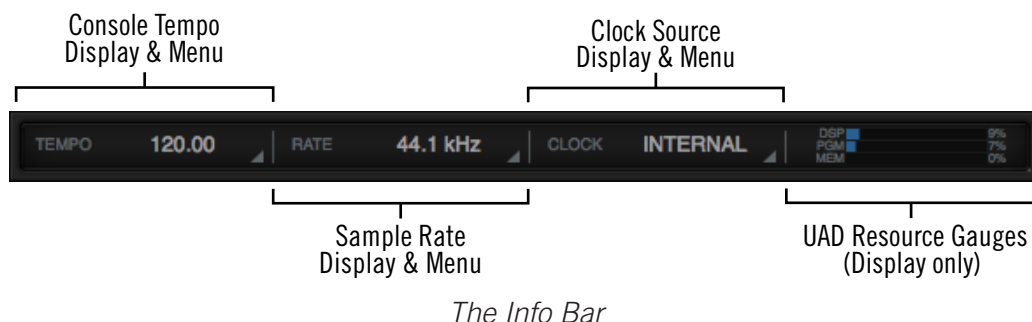 Console Tempo
Display & Menu
Clock Source
Display & Menu
TEMPO 120.00 RATE 44.1 kHz CLOCK INTERNAL
DSP 9%
PGM 7%
MEM 0%
Sample Rate
Display & Menu
UAD Resource Gauges
(Display only)
The Info Bar